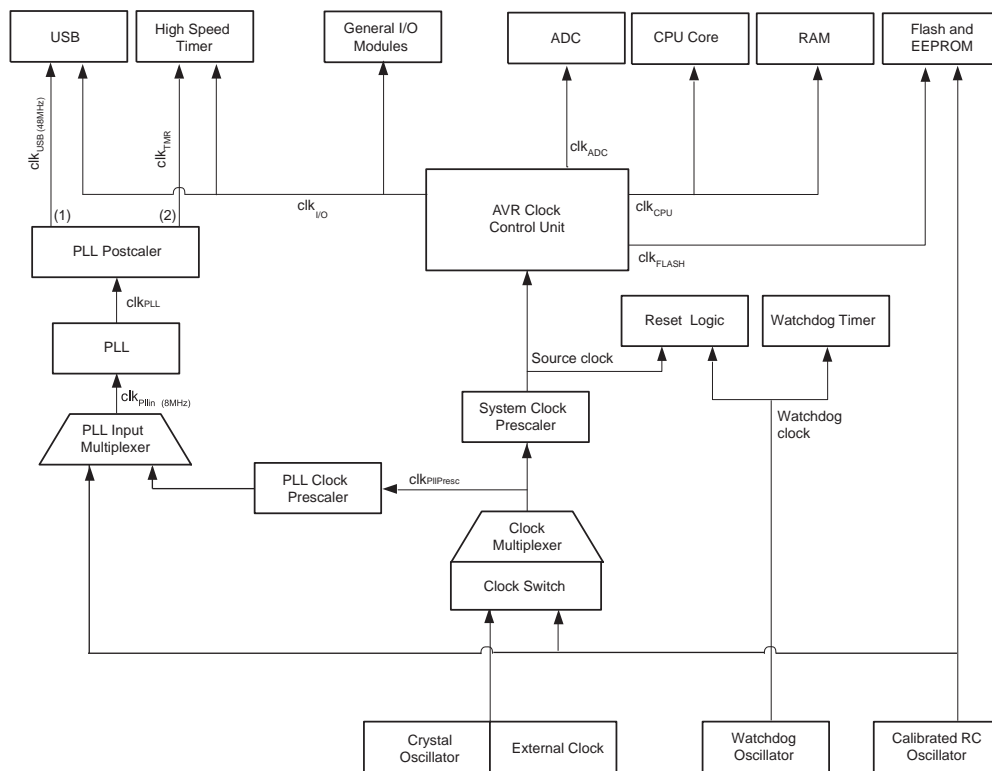 USB
High Speed
Timer
General I/O
Modules
ADC
CPU Core
RAM
Flash and
EEPROM
clkUSB (48MHz)
clkTMR
clkADC
clkI/O
AVR Clock
Control Unit
clkCPU
clkFLASH
(1)
(2)
PLL Postcaler
clkPLL
PLL
clkPllin (8MHz)
PLL Input
Multiplexer
Reset Logic
Watchdog Timer
Source clock
System Clock
Prescaler
Watchdog
clock
PLL Clock
Prescaler
clkPllPresc
Clock
Multiplexer
Clock Switch
Crystal
Oscillator
External Clock
Watchdog
Oscillator
Calibrated RC
Oscillator